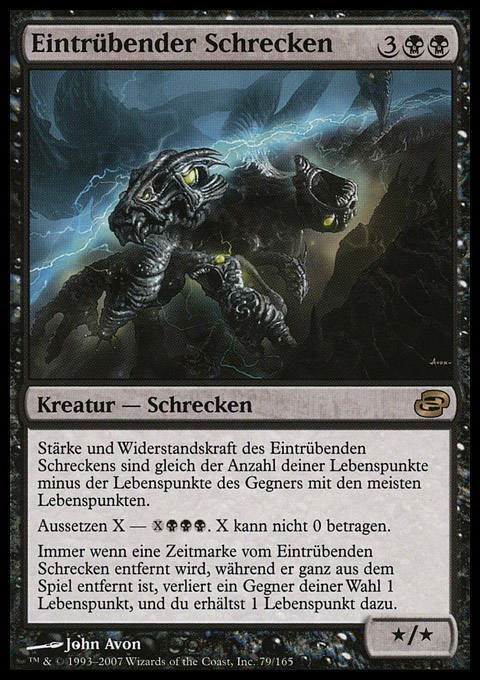 Eintrübender Schrecken 3
AVON
Kreatur — Schrecken
Stärke und Widerstandskraft des Eintrübenden
Schreckens sind gleich der Anzahl deiner Lebenspunkte
minus der Lebenspunkte des Gegners mit den meisten
Lebenspunkten.
Aussetzen X — X. X kann nicht 0 betragen.
Immer wenn eine Zeitmarke vom Eintrübenden
Schrecken entfernt wird, während er ganz aus dem
Spiel entfernt ist, verliert ein Gegner deiner Wahl 1
Lebenspunkt, und du erhältst 1 Lebenspunkt dazu.
★/★
John Avon
™ & © 1993–2007 Wizards of the Coast, Inc. 79/165